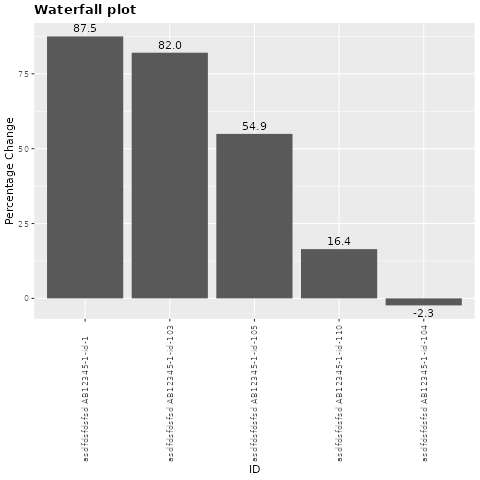 Waterfall plot
87.5
82.0
54.9
16.4
-2.3
75
50
25
0
Percentage Change
asdfdsfdsfsd.AB12345-1-id-1
asdfdsfdsfsd.AB12345-1-id-103
asdfdsfdsfsd.AB12345-1-id-105
asdfdsfdsfsd.AB12345-1-id-110
asdfdsfdsfsd.AB12345-1-id-104
ID